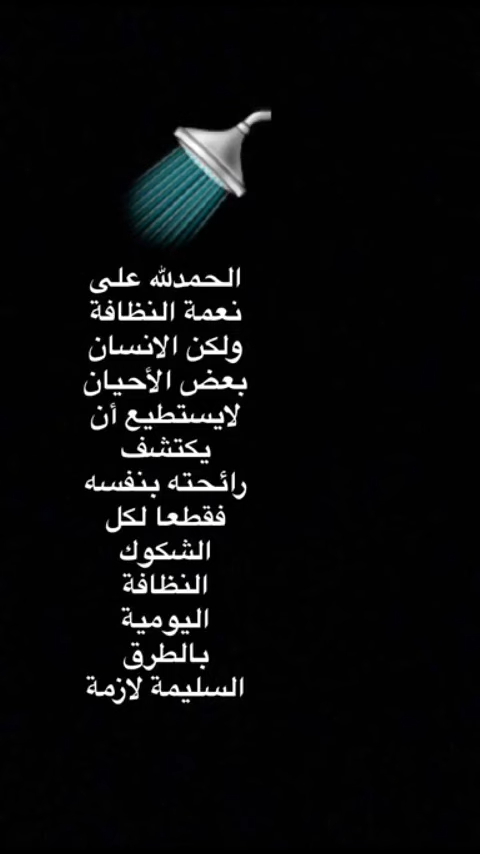 الحمدلله على
نعمة النظافة
ولكن الانسان
بعض الأحيان
لايستطيع أن
يكتشف
رائحته بنفسه
فقطعا لكل
الشكوك
النظافة
اليومية
بالطرق
السليمة لازمة